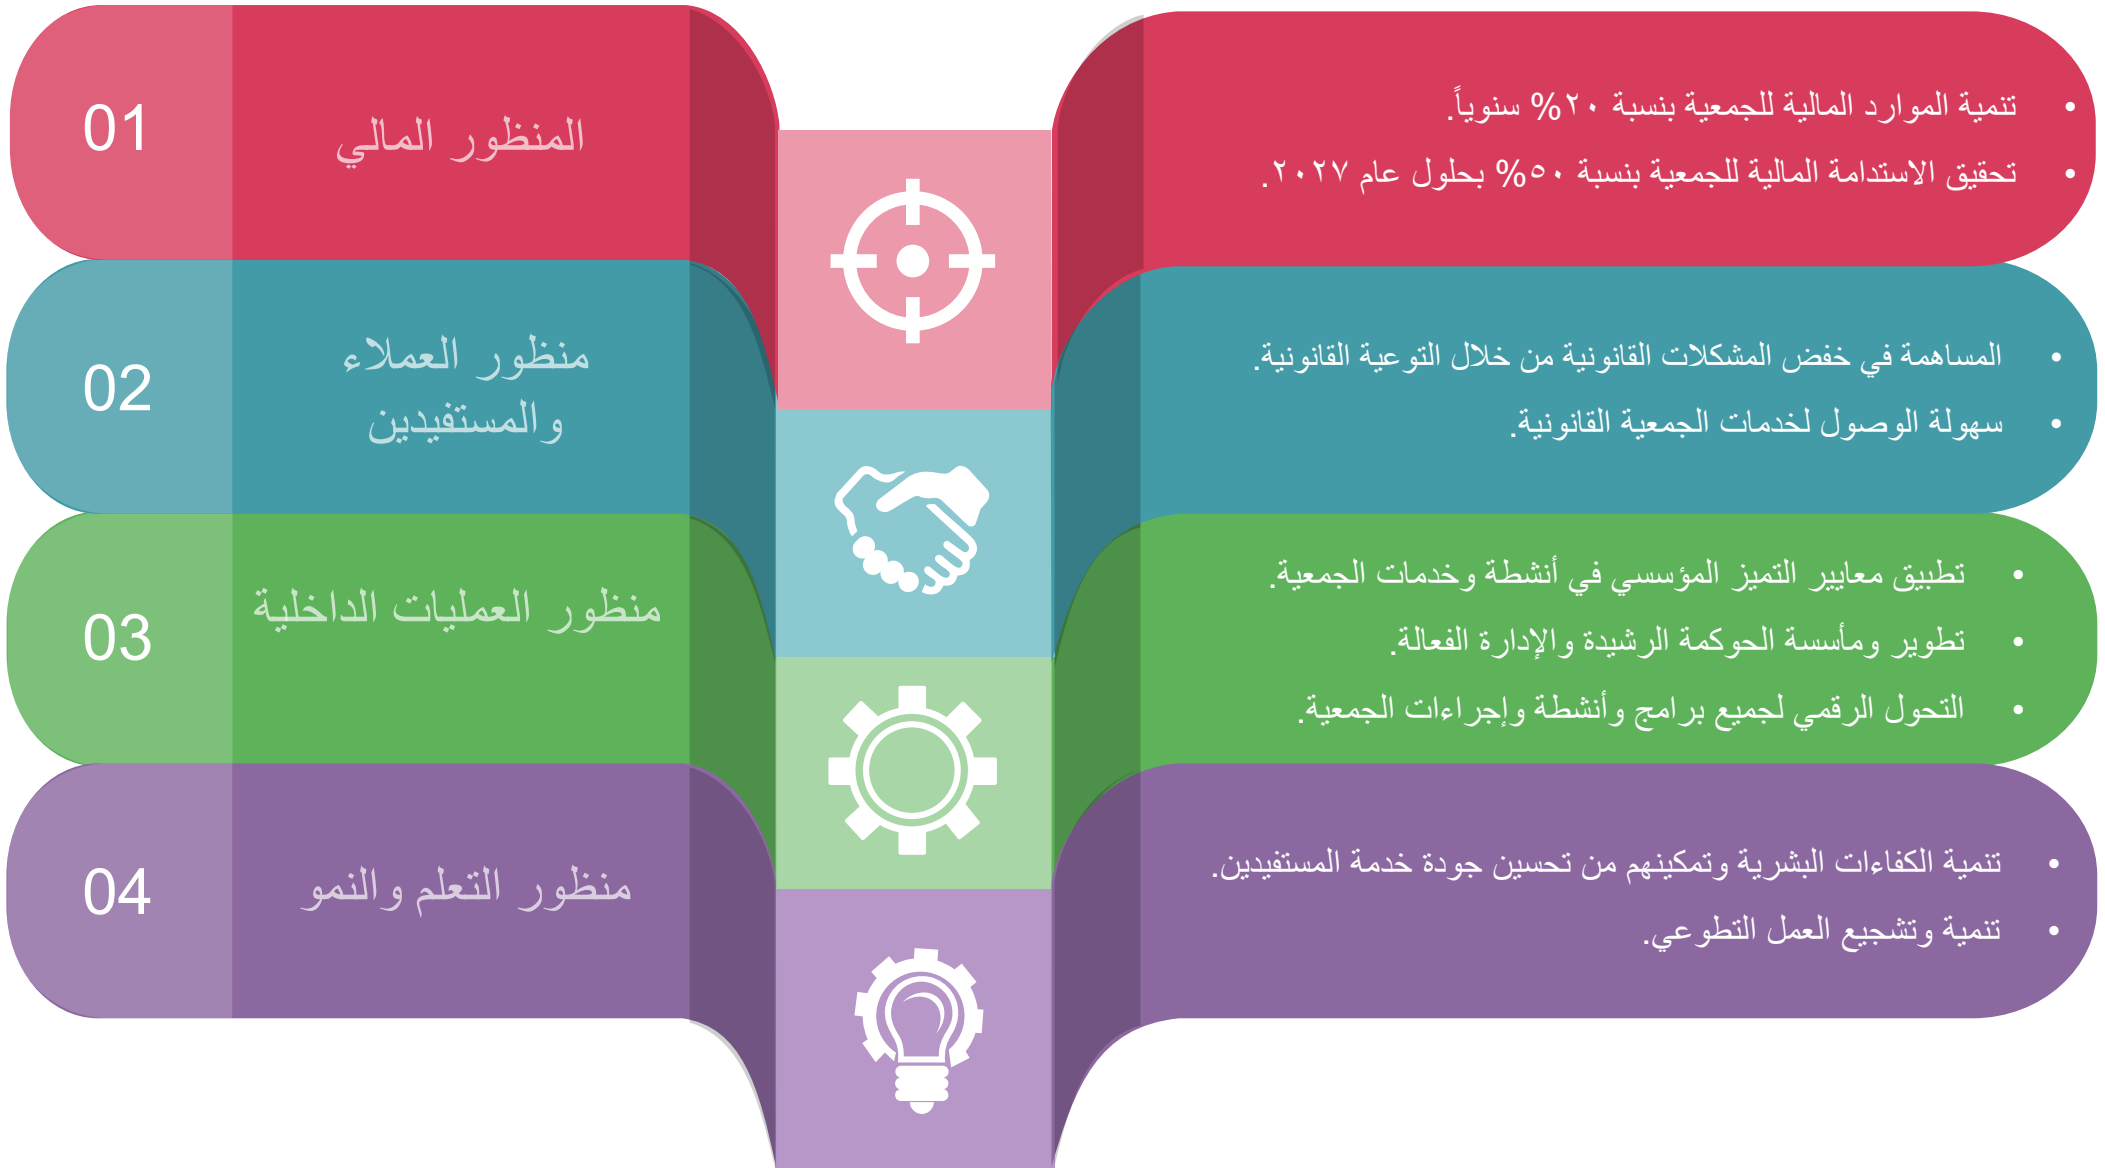 01
المنظور المالي
• تنمية الموارد المالية للجمعية بنسبة ٢٠% سنوياً.
• تحقيق الاستدامة المالية للجمعية بنسبة ٥٠% بحلول عام ٢٠٢٧.
02
منظور العملاء
والمستفيدين
• المساهمة في خفض المشكلات القانونية من خلال التوعية القانونية.
• سهولة الوصول لخدمات الجمعية القانونية.
03
منظور العمليات الداخلية
• تطبيق معايير التميز المؤسسي في أنشطة وخدمات الجمعية.
• تطوير ومأسسة الحوكمة الرشيدة والإدارة الفعالة.
• التحول الرقمي لجميع برامج وأنشطة وإجراءات الجمعية.
04
منظور التعلم والنمو
• تنمية الكفاءات البشرية وتمكينهم من تحسين جودة خدمة المستفيدين.
• تنمية وتشجيع العمل التطوعي.